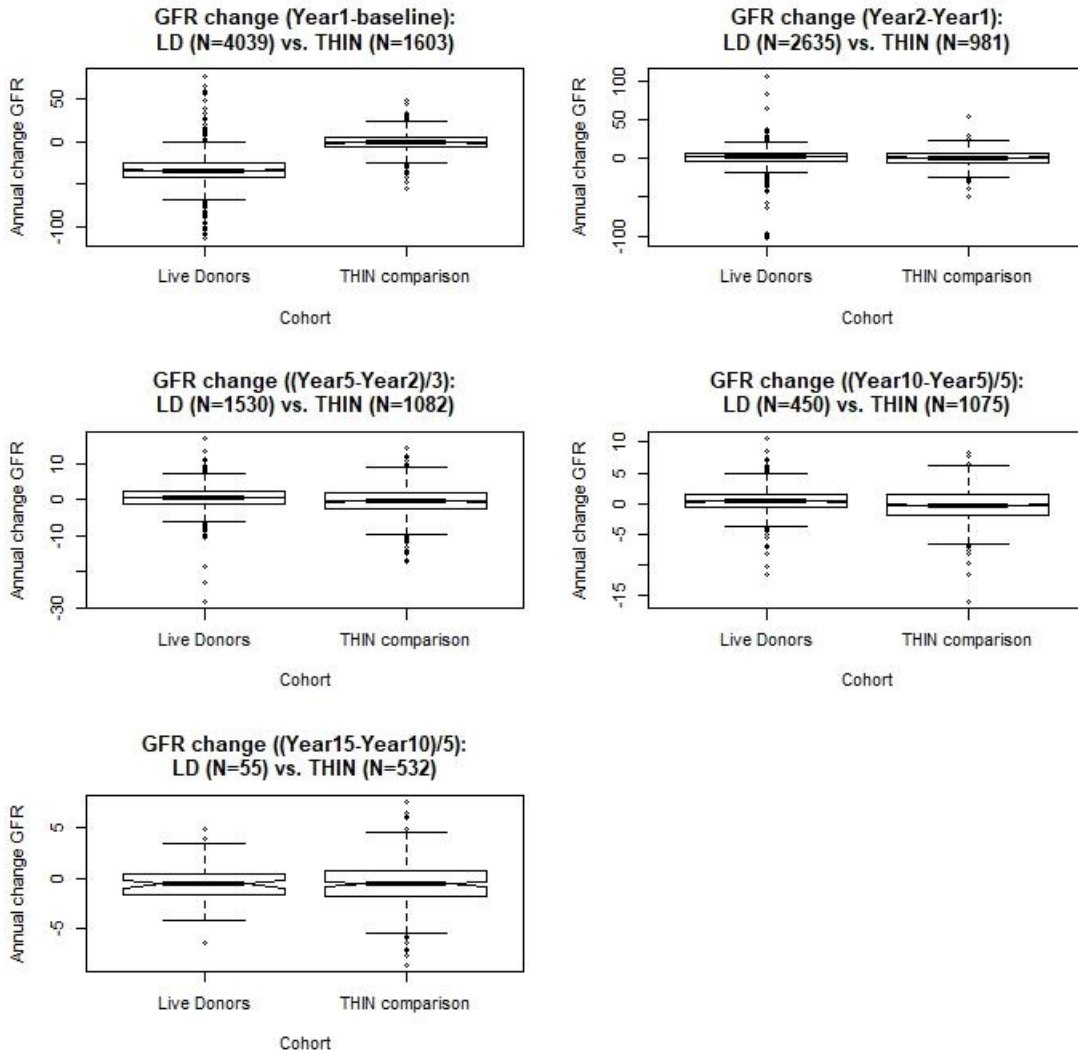 GFR change (Year1-baseline):
LD (N=4039) vs. THIN (N=1603)
Annual change GFR
50
0
-100
Live Donors
THIN comparison
Cohort
GFR change (Year2-Year1):
LD (N=2635) vs. THIN (N=981)
Annual change GFR
100
50
0
-100
Live Donors
THIN comparison
Cohort
GFR change ((Year5-Year2)/3):
LD (N=1530) vs. THIN (N=1082)
Annual change GFR
10
0
-10
-30
Live Donors
THIN comparison
Cohort
GFR change ((Year10-Year5)/5):
LD (N=450) vs. THIN (N=1075)
Annual change GFR
10
5
0
-5
-15
Live Donors
THIN comparison
Cohort
GFR change ((Year15-Year10)/5):
LD (N=55) vs. THIN (N=532)
Annual change GFR
5
0
-5
Live Donors
THIN comparison
Cohort